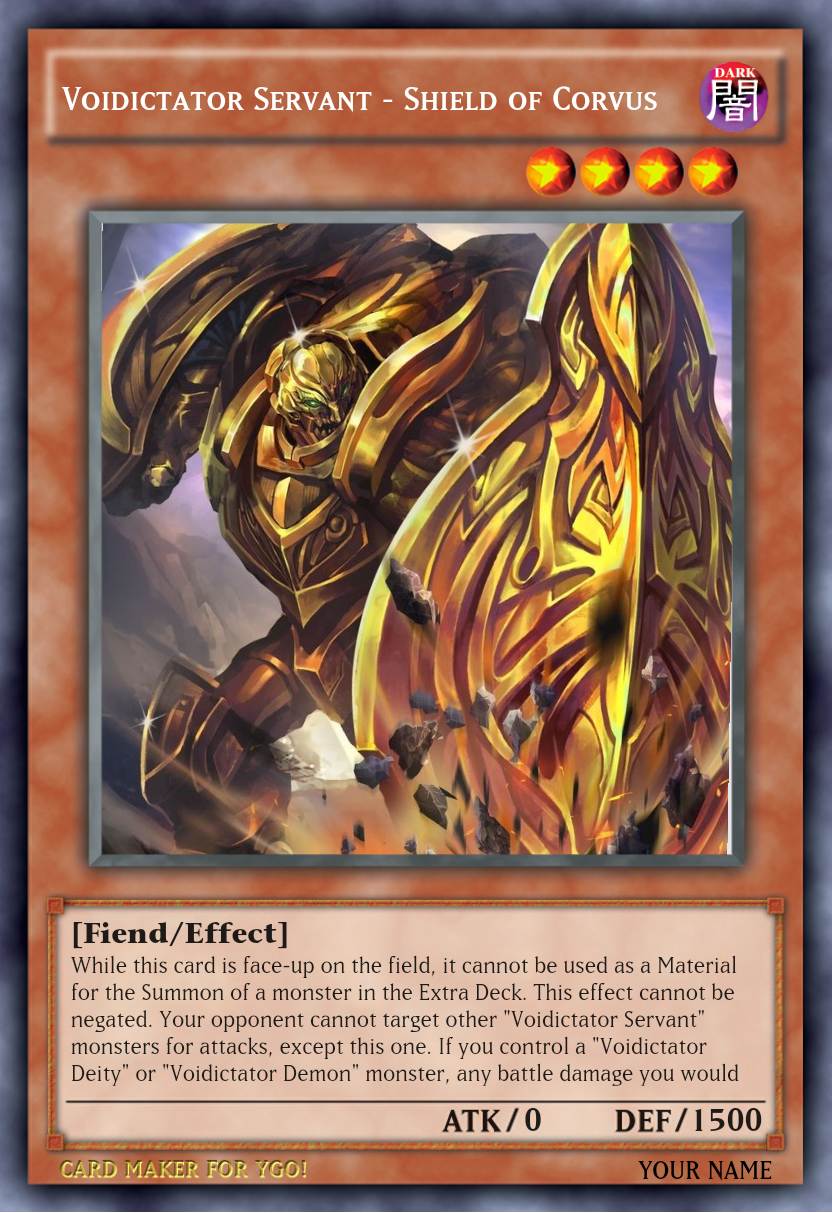 Voidictator Servant - Shield of Corvus
DARK
闇
[Fiend/Effect]
While this card is face-up on the field, it cannot be used as a Material
for the Summon of a monster in the Extra Deck. This effect cannot be
negated. Your opponent cannot target other "Voidictator Servant"
monsters for attacks, except this one. If you control a "Voidictator
Deity" or "Voidictator Demon" monster, any battle damage you would
ATK/0 DEF/1500
CARD MAKER FOR YGO! YOUR NAME